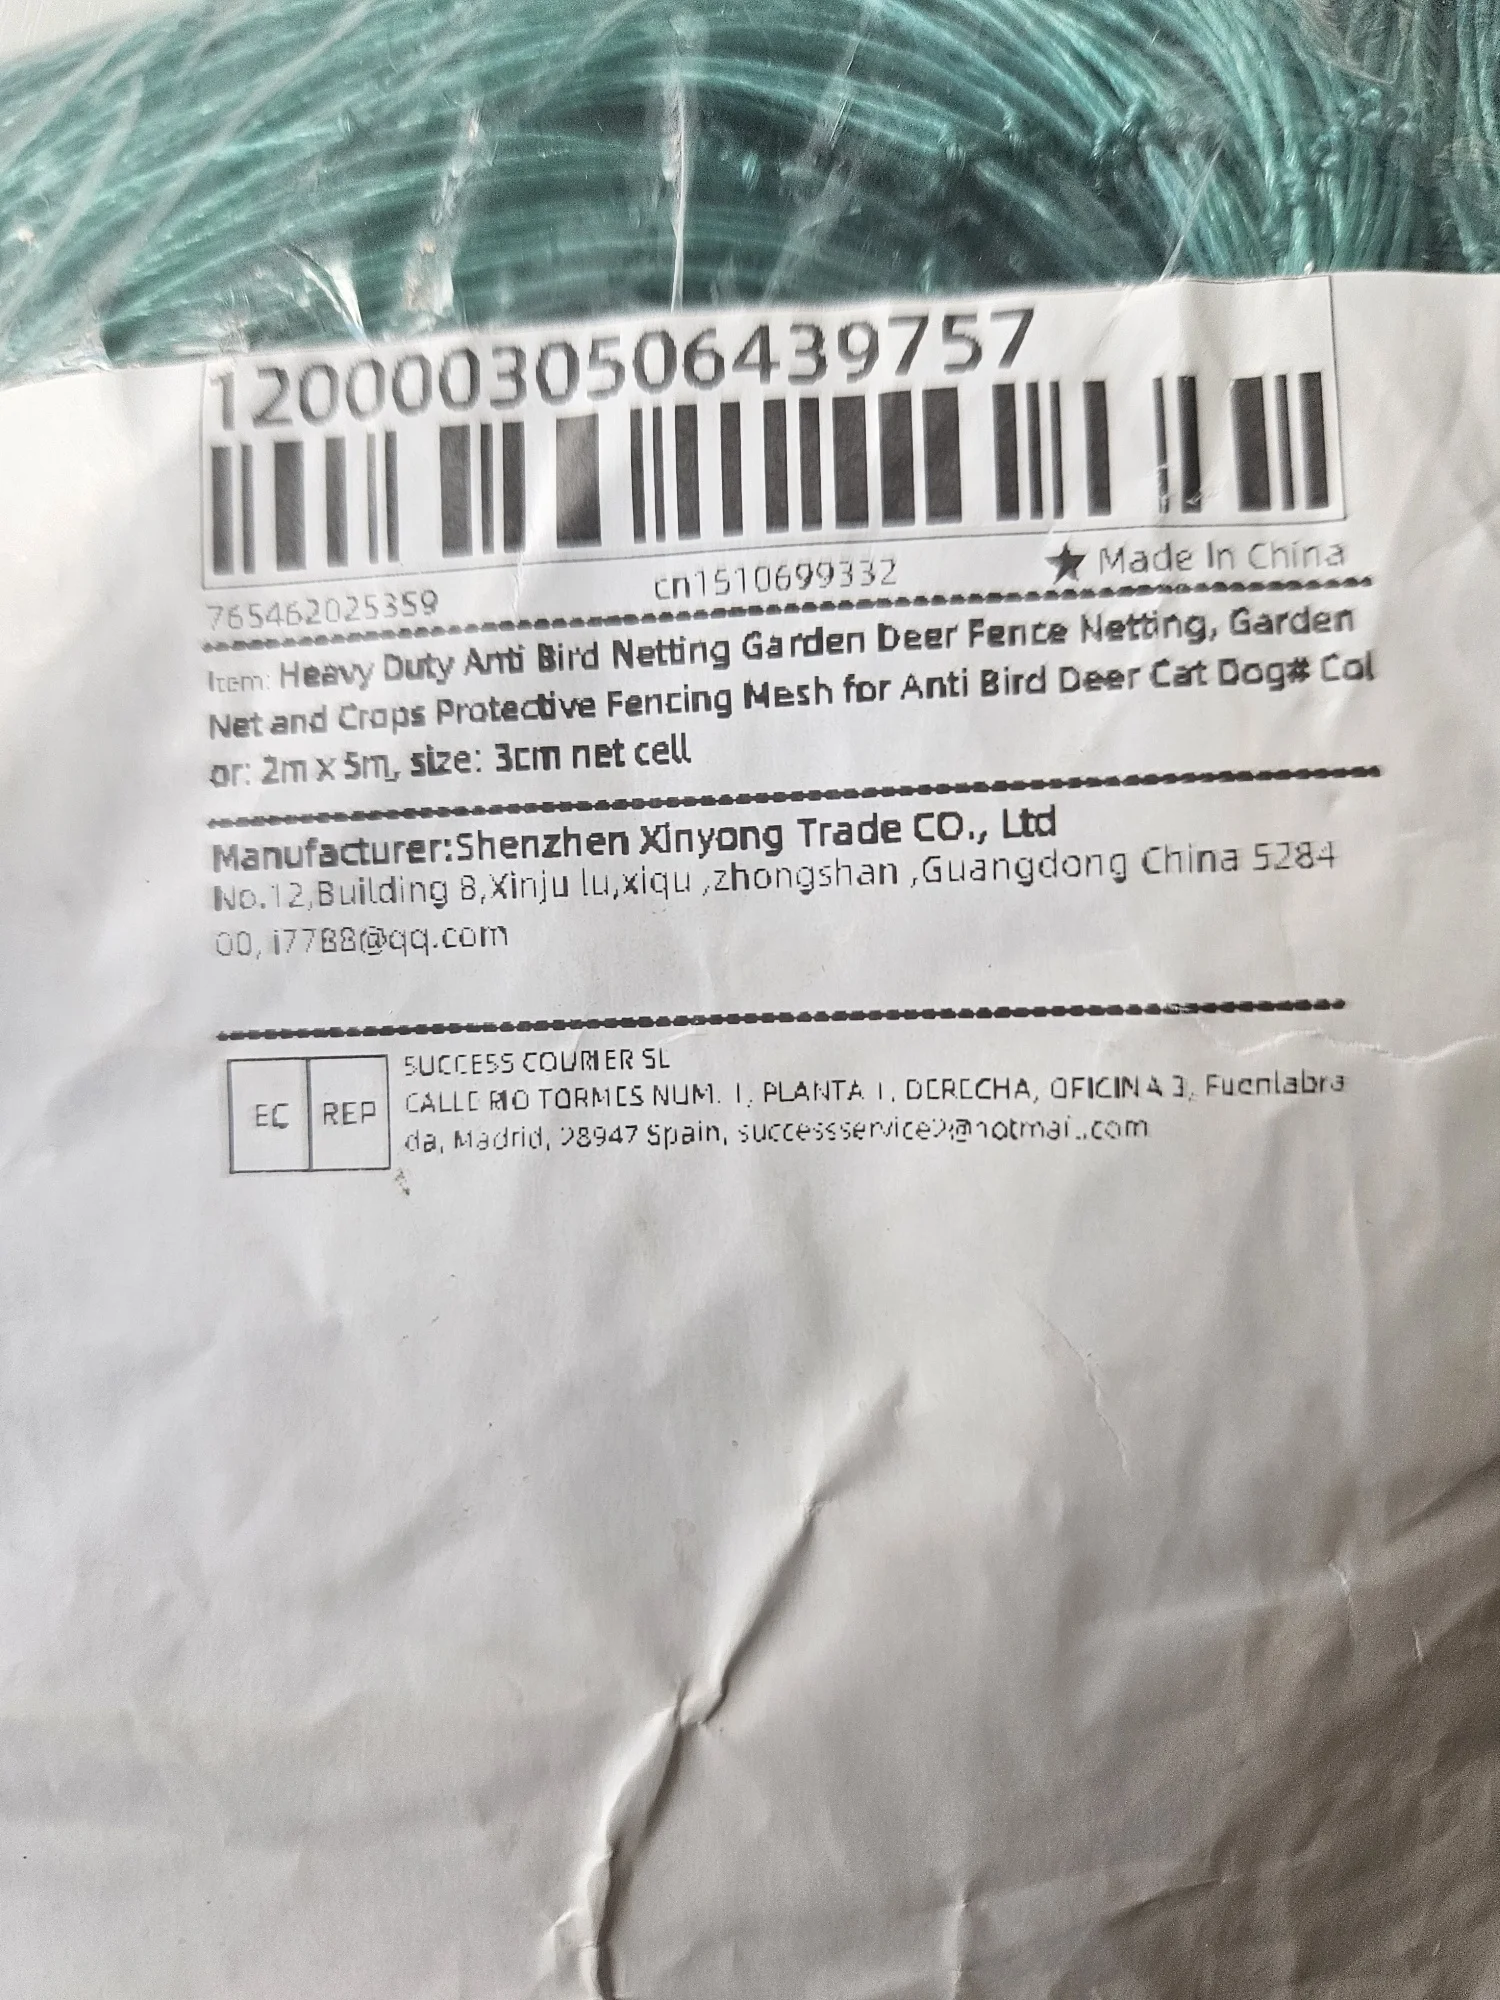 12000030506439757
765462025359 cn1510699332 ★ Made In China
Item: Heavy Duty Anti Bird Netting Garden Deer Fence Netting, Garden
Net and Crops Protective Fencing Mesh for Anti Bird Deer Cat Dog# Col
or: 2m x 5m, size: 3cm net cell
Manufacturer:Shenzhen Xinyong Trade CO., Ltd
No.12,Building 8,Xinju lu,xiqu ,zhongshan ,Guangdong China 5284
00, i7788@qq.com
EC REP
SUCCESS COURIER SL
CALLE RIO TORMES NUM. 1, PLANTA 1, DERECHA, OFICINA 3, Fuenlabra
da, Madrid, 28947 Spain, successservice2@hotmail.com